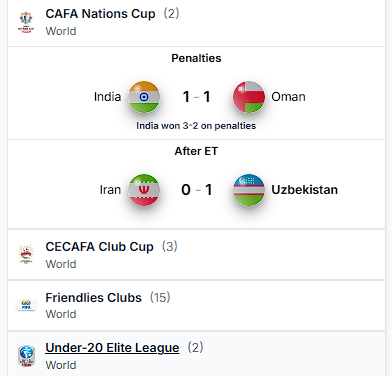 CAFA Nations Cup (2)
World
Penalties
India 1 - 1 Oman
India won 3-2 on penalties
After ET
Iran 0 - 1 Uzbekistan
CECAFA Club Cup (3)
World
Friendlies Clubs (15)
World
Under-20 Elite League (2)
World